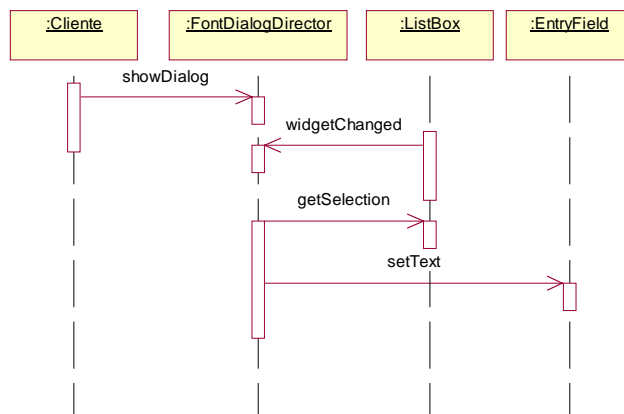 :Cliente
:FontDialogDirector
:ListBox
:EntryField
showDialog
widgetChanged
getSelection
setText